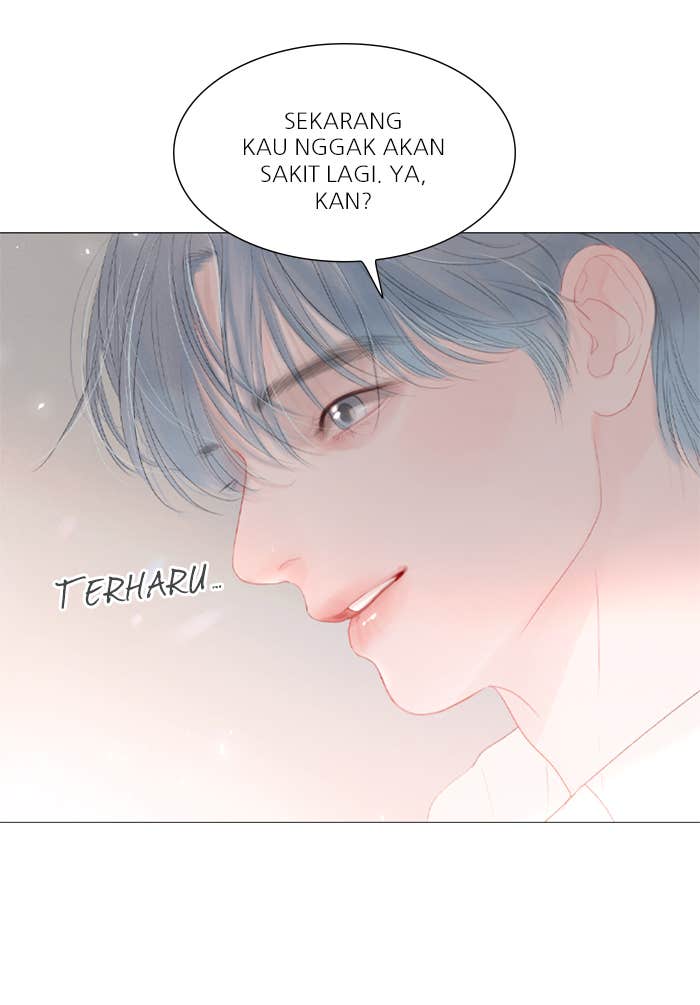 SEKARANG
KAU NGGAK AKAN
SAKIT LAGI. YA,
KAN?
TERHARU...